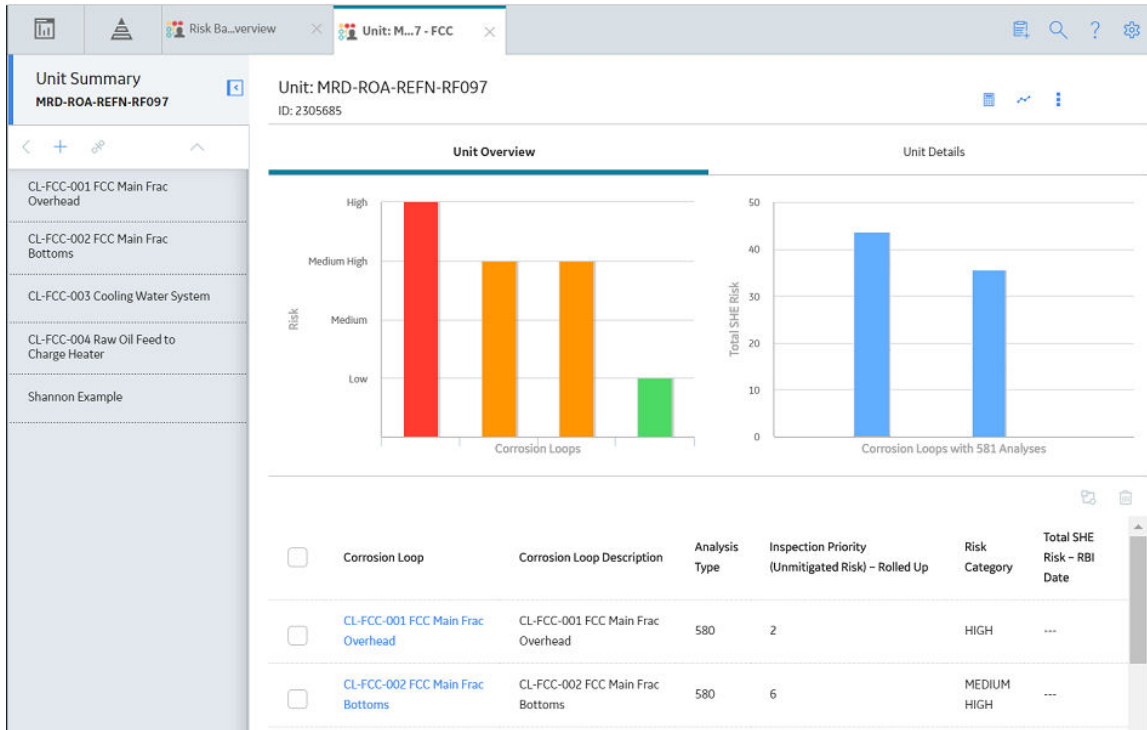 Risk Ba...verview
Unit: M...7 - FCC
Unit Summary
MRD-ROA-REFN-RF097
CL-FCC-001 FCC Main Frac
Overhead
CL-FCC-002 FCC Main Frac
Bottoms
CL-FCC-003 Cooling Water System
CL-FCC-004 Raw Oil Feed to
Charge Heater
Shannon Example
Unit: MRD-ROA-REFN-RF097
ID: 2305685
Unit Overview
Unit Details
High
Medium High
Medium
Low
Risk
Corrosion Loops
50
40
30
20
10
0
Total SHE Risk
Corrosion Loops with 581 Analyses
Corrosion Loop
Corrosion Loop Description
Analysis
Type
Inspection Priority
(Unmitigated Risk) – Rolled Up
Risk
Category
Total SHE
Risk – RBI
Date
CL-FCC-001 FCC Main Frac
Overhead
CL-FCC-001 FCC Main Frac
Overhead
580
2
HIGH
---
CL-FCC-002 FCC Main Frac
Bottoms
CL-FCC-002 FCC Main Frac
Bottoms
580
6
MEDIUM
HIGH
---